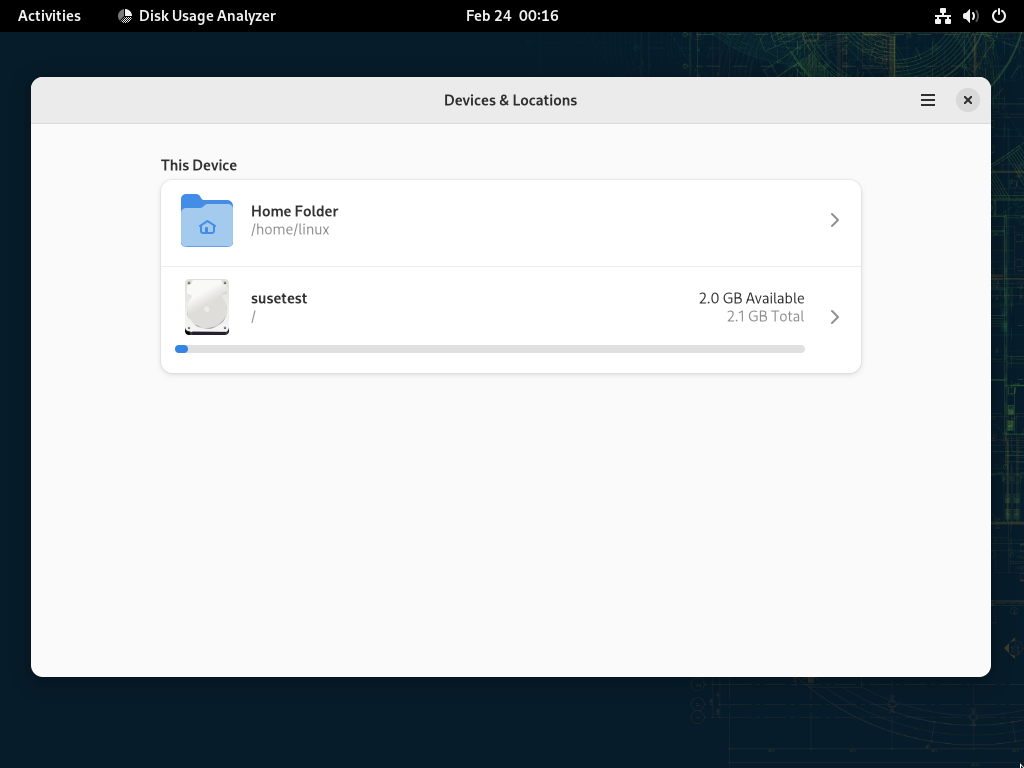 Activities
Disk Usage Analyzer
Feb 24 00:16
Devices & Locations
This Device
Home Folder
/home/linux
susetest
/
2.0 GB Available
2.1 GB Total